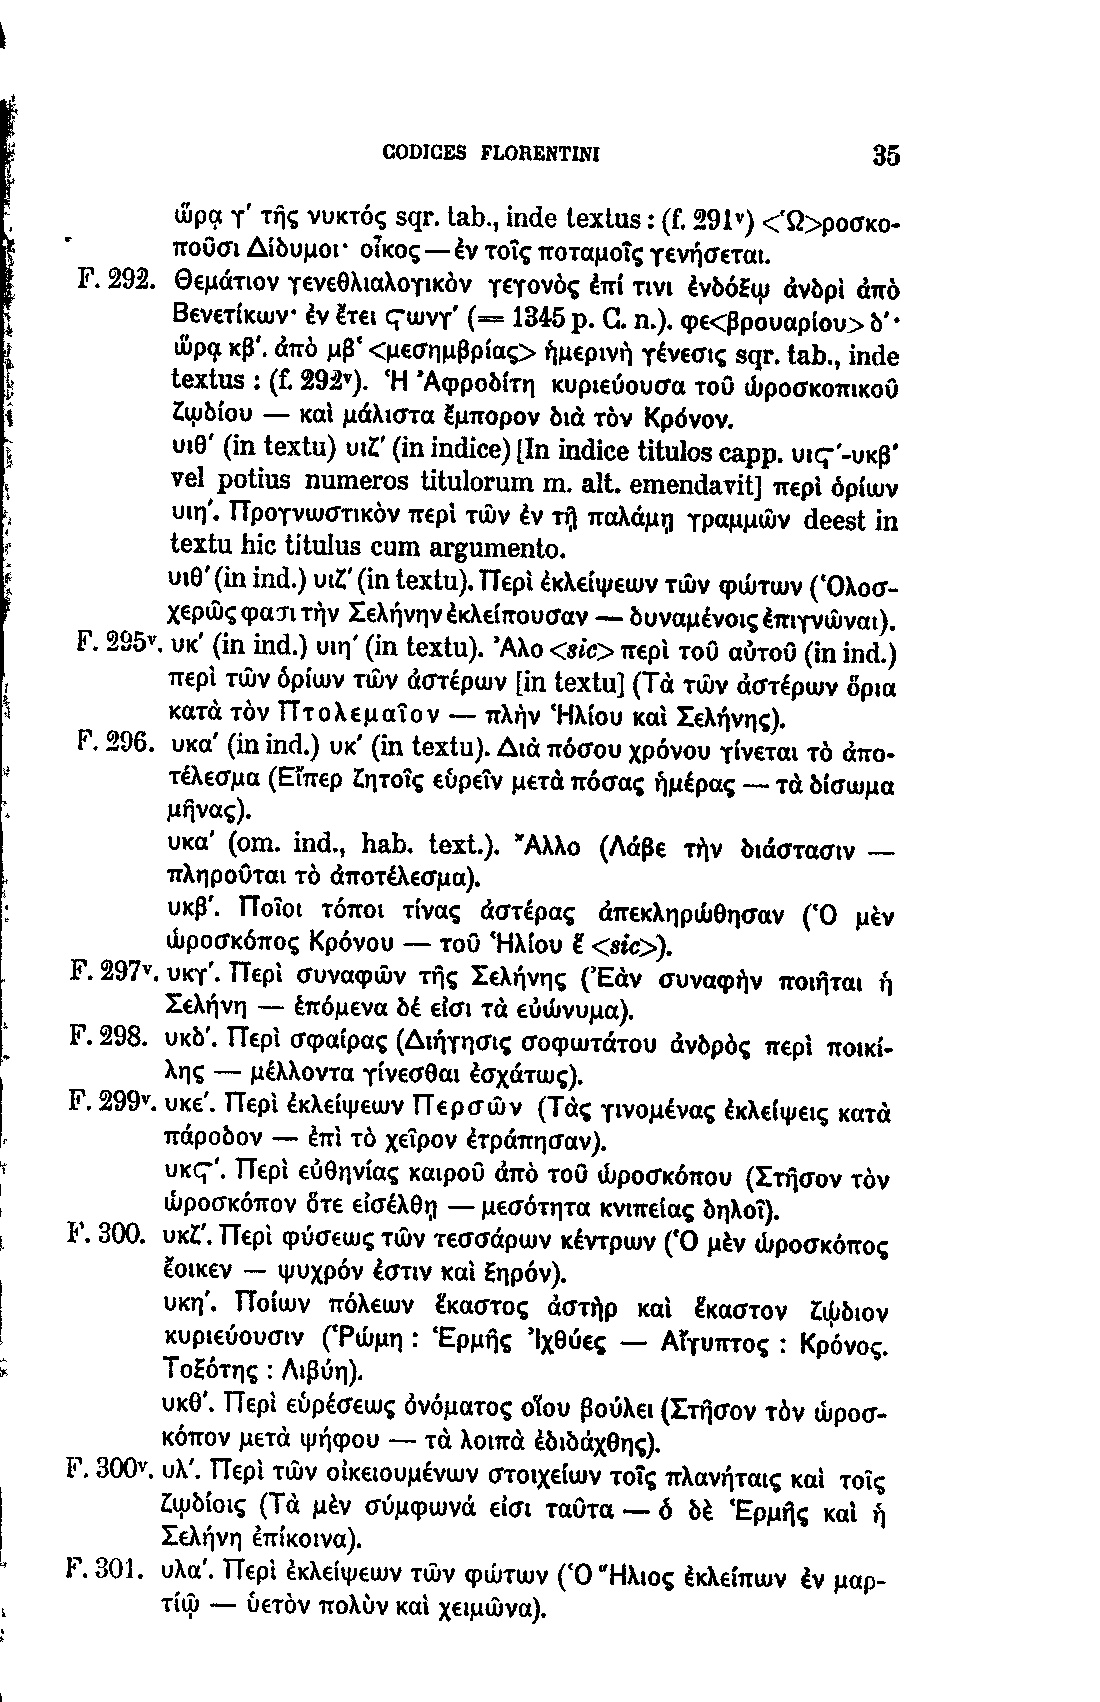 CODICES FLORENTINI 35
ὥρᾳ γ′ τῆς νυκτός sqr. tab., inde textus : (f. 291ᵛ) <Ὡ>ροσκο-
ποῦσι Δίδυμοι· οἶκος — ἐν τοῖς ποταμοῖς γενήσεται.
F. 292. Θεμάτιον γενεθλιαλογικὸν γεγονὸς ἐπί τινι ἐνδόξῳ ἀνδρὶ ἀπὸ
Βενετίκων· ἐν ἔτει ϛωνγ′ (= 1345 p. C. n.). φε<βρουαρίου> δ′·
ὥρᾳ κβ′. ἀπὸ μβ‘ <μεσημβρίας> ἡμερινὴ γένεσις sqr. tab., inde
textus : (f. 292ᵛ). Ἡ Ἀφροδίτη κυριεύουσα τοῦ ὡροσκοπικοῦ
ζῳδίου — καὶ μάλιστα ἔμπορον διὰ τὸν Κρόνον.
υιθ′ (in textu) υιζ′ (in indice) [In indice titulos capp. υιϛ′-υκβ′
vel potius numeros titulorum m. alt. emendavit] περὶ ὁρίων
υιη′. Προγνωστικὸν περὶ τῶν ἐν τῇ παλάμῃ γραμμῶν deest in
textu hic titulus cum argumento.
υιθ′ (in ind.) υιζ′ (in textu). Περὶ ἐκλείψεων τῶν φώτων (Ὁλοσ-
χερῶς φασι τὴν Σελήνην ἐκλείπουσαν — δυναμένοις ἐπιγνῶναι).
F. 295ᵛ. υκ′ (in ind.) υιη′ (in textu). Ἄλο <sic> περὶ τοῦ αὐτοῦ (in ind.)
περὶ τῶν ὁρίων τῶν ἀστέρων [in textu] (Τὰ τῶν ἀστέρων ὅρια
κατὰ τὸν Πτολεμαῖον — πλὴν Ἡλίου καὶ Σελήνης).
F. 296. υκα′ (in ind.) υκ′ (in textu). Διὰ πόσου χρόνου γίνεται τὸ ἀπο-
τέλεσμα (Εἴπερ ζητοῖς εὑρεῖν μετὰ πόσας ἡμέρας — τὰ δίσωμα
μῆνας).
υκα′ (om. ind., hab. text.). Ἄλλο (Λάβε τὴν διάστασιν —
πληροῦται τὸ ἀποτέλεσμα).
υκβ′. Ποῖοι τόποι τίνας ἀστέρας ἀπεκληρώθησαν (Ὁ μὲν
ὡροσκόπος Κρόνου — τοῦ Ἡλίου ἔ <sic>).
F. 297ᵛ. υκγ′. Περὶ συναφῶν τῆς Σελήνης (Ἐὰν συναφὴν ποιῆται ἡ
Σελήνη — ἑπόμενα δέ εἰσι τὰ εὐώνυμα).
F. 298. υκδ′. Περὶ σφαίρας (Διήγησις σοφωτάτου ἀνδρὸς περὶ ποικί-
λης — μέλλοντα γίνεσθαι ἐσχάτως).
F. 299ᵛ. υκε′. Περὶ ἐκλείψεων Περσῶν (Τὰς γινομένας ἐκλείψεις κατὰ
πάροδον — ἐπὶ τὸ χεῖρον ἐτράπησαν).
υκϛ′. Περὶ εὐθηνίας καιροῦ ἀπὸ τοῦ ὡροσκόπου (Στῆσον τὸν
ὡροσκόπον ὅτε εἰσέλθῃ — μεσότητα κνιπείας δηλοῖ).
F. 300. υκζ′. Περὶ φύσεως τῶν τεσσάρων κέντρων (Ὁ μὲν ὡροσκόπος
ἔοικεν — ψυχρόν ἐστιν καὶ ξηρόν).
υκη′. Ποίων πόλεων ἕκαστος ἀστὴρ καὶ ἕκαστον ζῴδιον
κυριεύουσιν (Ῥώμη : Ἑρμῆς Ἰχθύες — Αἴγυπτος : Κρόνος.
Τοξότης : Λιβύη).
υκθ′. Περὶ εὑρέσεως ὀνόματος οἵου βούλει (Στῆσον τὸν ὡροσ-
κόπον μετὰ ψήφου — τὰ λοιπὰ ἐδιδάχθης).
F. 300ᵛ. υλ′. Περὶ τῶν οἰκειουμένων στοιχείων τοῖς πλανήταις καὶ τοῖς
ζῳδίοις (Τὰ μὲν σύμφωνά εἰσι ταῦτα — ὁ δὲ Ἑρμῆς καὶ ἡ
Σελήνη ἐπίκοινα).
F. 301. υλα′. Περὶ ἐκλείψεων τῶν φώτων (Ὁ Ἥλιος ἐκλείπων ἐν μαρ-
τίῳ — ὑετὸν πολὺν καὶ χειμῶνα).